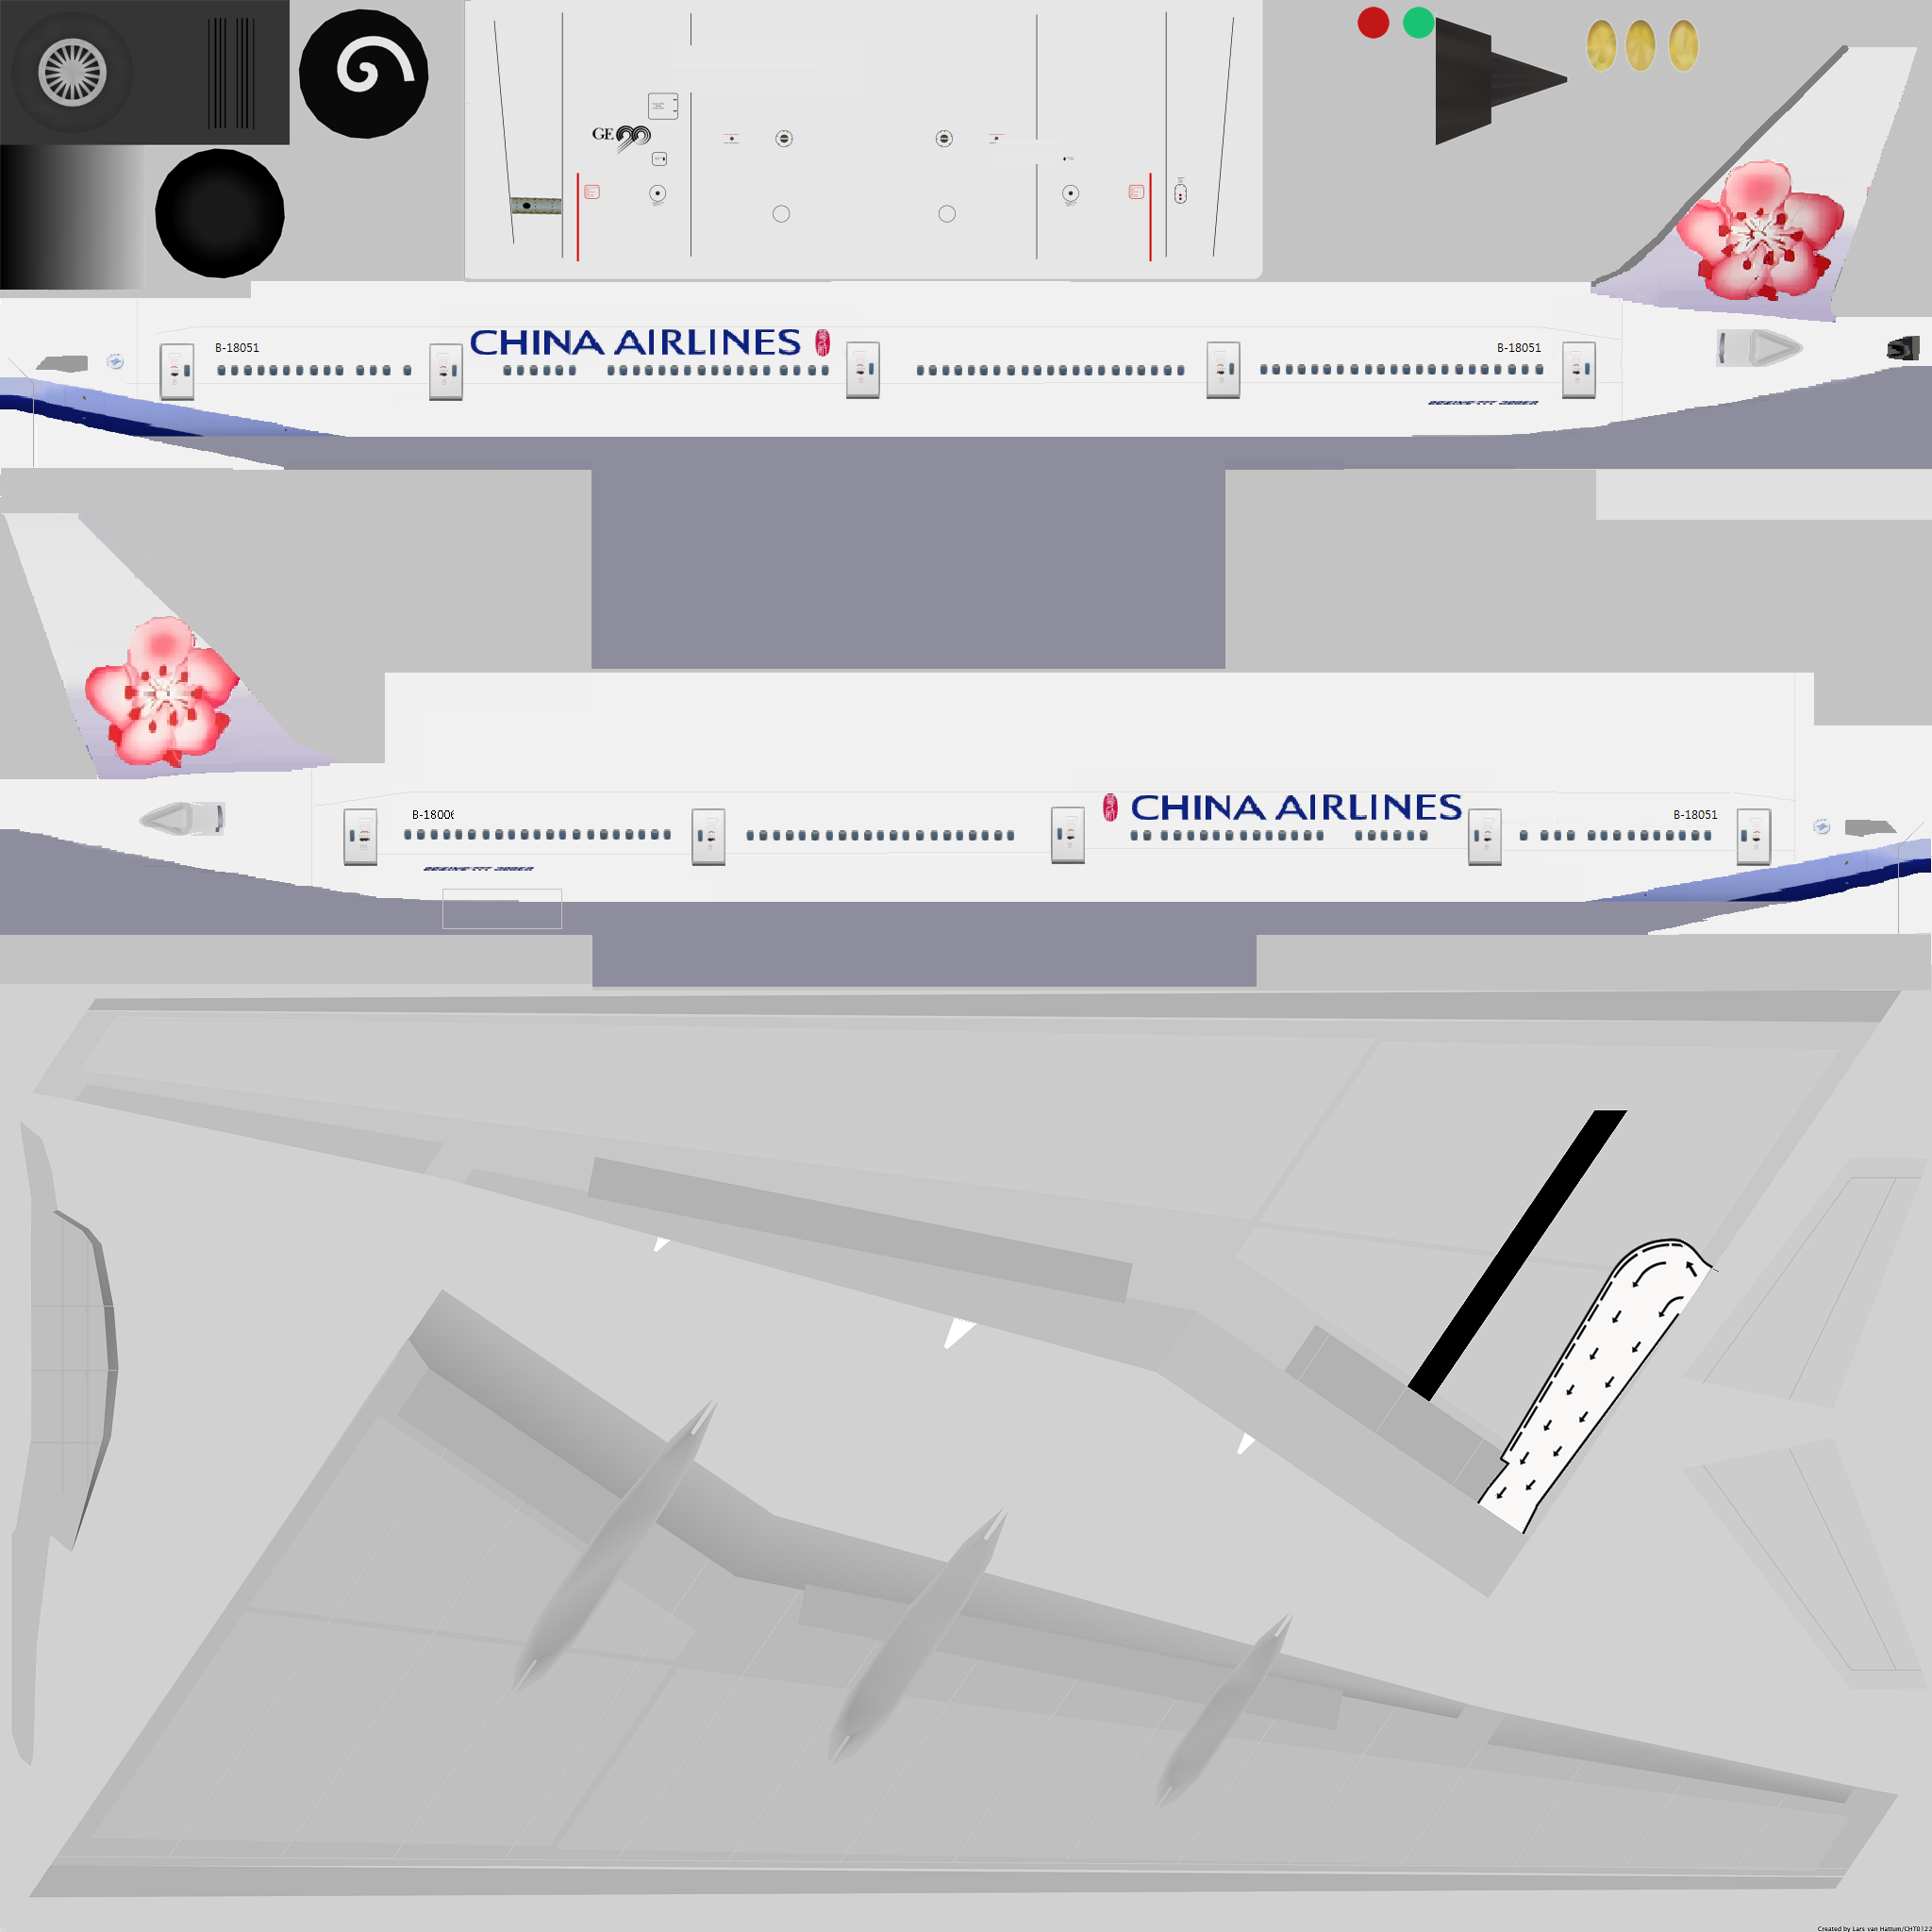 GE90
CHINA AIRLINES
B-18051
B-18051
BOEING 777 300ER
B-18006
CHINA AIRLINES
B-18051
BOEING 777 300ER
Created by Lars van Hattum/CHT0122